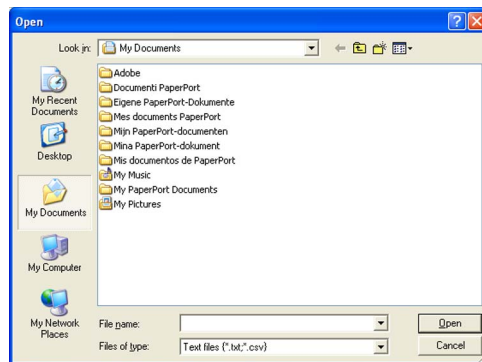 Open
Look in:
My Documents
My Recent
Documents
Desktop
My Documents
My Computer
My Network
Places
Adobe
Documenti PaperPort
Eigene PaperPort-Dokumente
Mes documents PaperPort
Mijn PaperPort-documenten
Mina PaperPort-dokument
Mis documentos de PaperPort
My Music
My PaperPort Documents
My Pictures
File name:
Open
Files of type:
Text files {*.txt;*.csv}
Cancel